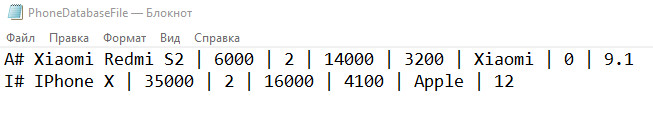 PhoneDatabaseFile — Блокнот
Файл Правка Формат Вид Справка
A# Xiaomi Redmi S2 | 6000 | 2 | 14000 | 3200 | Xiaomi | 0 | 9.1
I# IPhone X | 35000 | 2 | 16000 | 4100 | Apple | 12